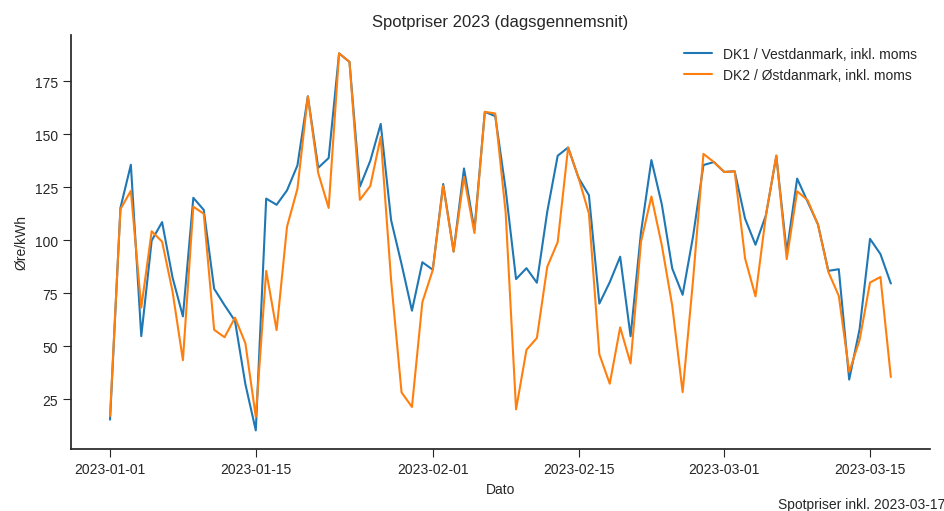 Spotpriser 2023 (dagsgennemsnit)
DK1 / Vestdanmark, inkl. moms
DK2 / Østdanmark, inkl. moms
Øre/kWh
175
150
125
100
75
50
25
2023-01-01
2023-01-15
2023-02-01
2023-02-15
2023-03-01
2023-03-15
Dato
Spotpriser inkl. 2023-03-17